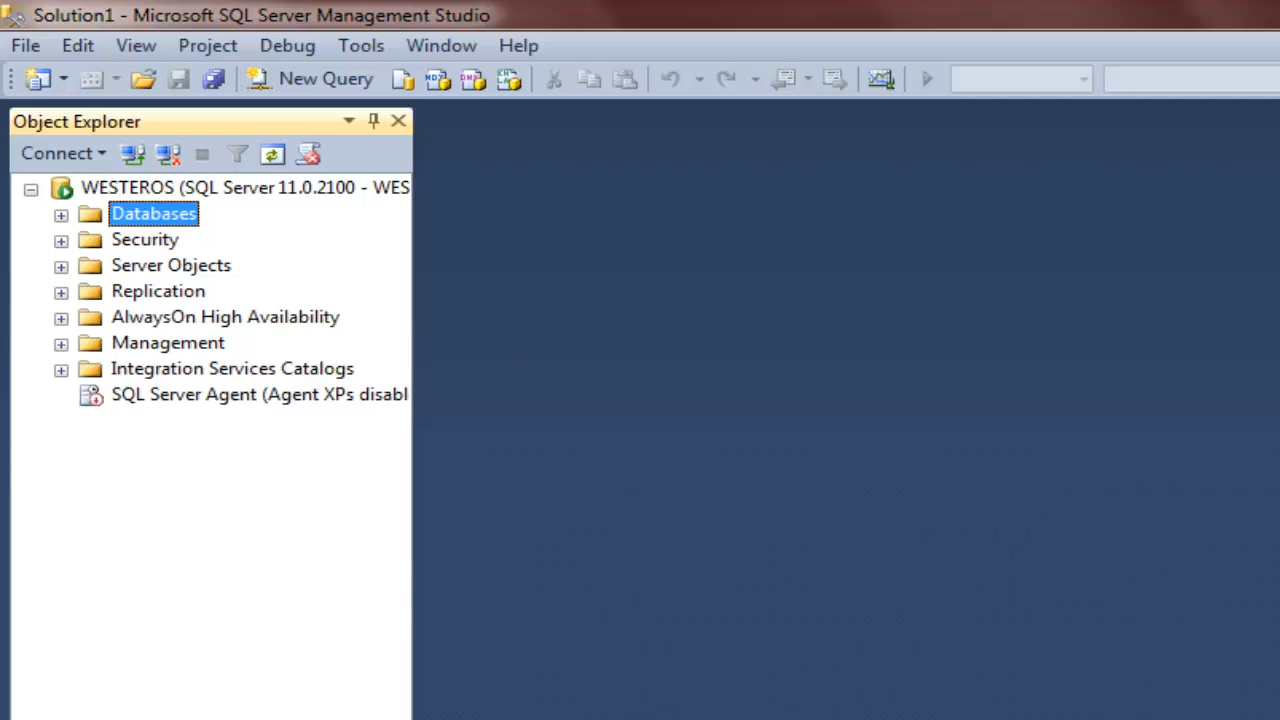 Solution1 - Microsoft SQL Server Management Studio
File Edit View Project Debug Tools Window Help
New Query
Object Explorer
Connect
WESTEROS (SQL Server 11.0.2100 - WES
Databases
Security
Server Objects
Replication
AlwaysOn High Availability
Management
Integration Services Catalogs
SQL Server Agent (Agent XPs disabl